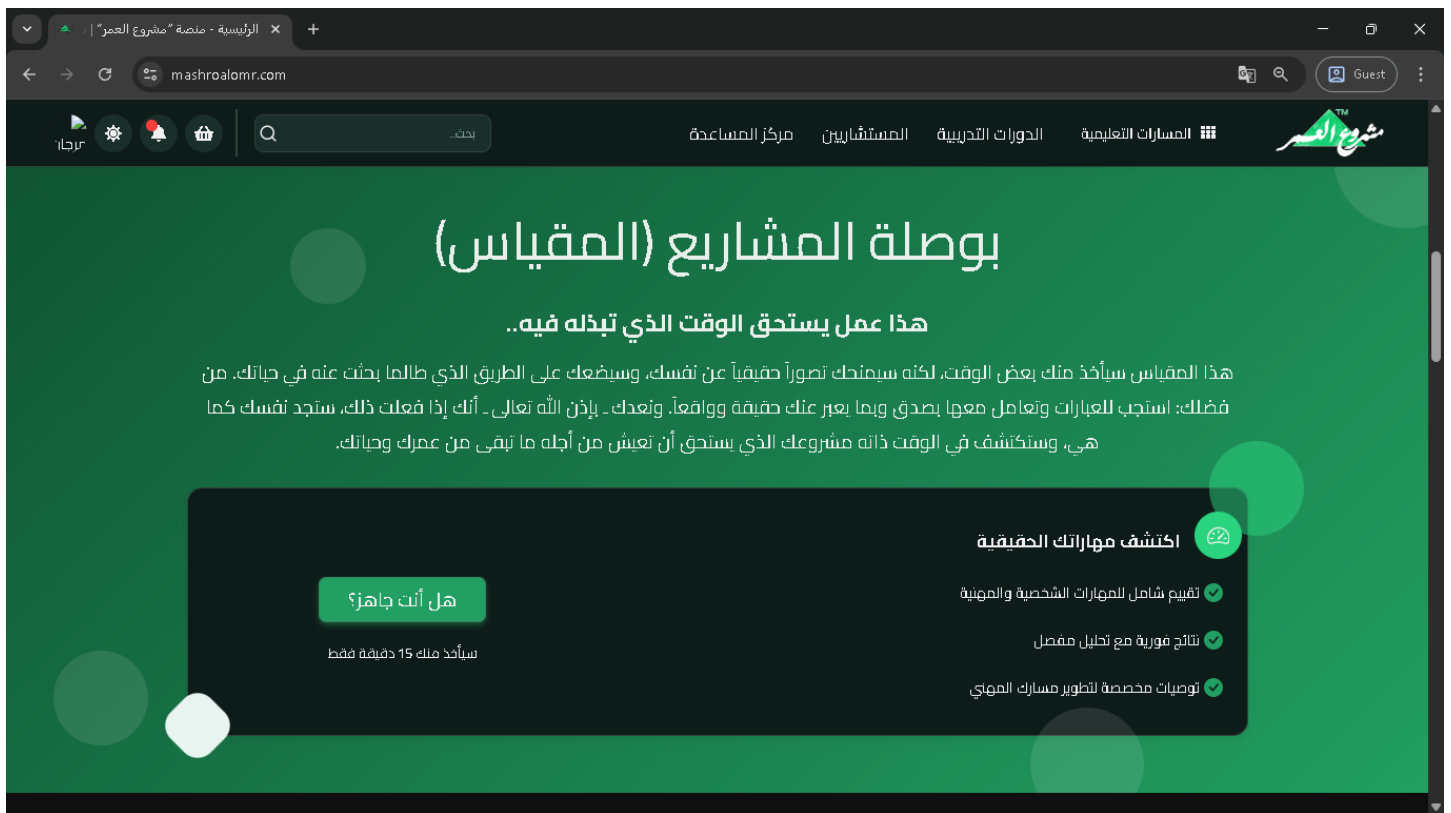 الرئيسية - منصة "مشروع العمر" |
mashroalomr.com
Guest
مشروع العمر TM
المسارات التعليمية
الدورات التدريبية
المستشاريين
مركز المساعدة
بحث...
بوصلة المشاريع (المقياس)
هذا عمل يستحق الوقت الذي تبذله فيه..
هذا المقياس سيأخذ منك بعض الوقت، لكنه سيمنحك تصوراً حقيقياً عن نفسك، وسيضعك على الطريق الذي طالما بحثت عنه في حياتك. من
فضلك: استجب للعبارات وتعامل معها بصدق وبما يعبر عنك حقيقة وواقعاً. ونعدك ـ بإذن الله تعالى ـ أنك إذا فعلت ذلك، ستجد نفسك كما
هي، وستكتشف في الوقت ذاته مشروعك الذي يستحق أن تعيش من أجله ما تبقى من عمرك وحياتك.
اكتشف مهاراتك الحقيقية
تقييم شامل للمهارات الشخصية والمهنية
نتائج فورية مع تحليل مفصل
توصيات مخصصة لتطوير مسارك المهني
هل أنت جاهز؟
سيأخذ منك 15 دقيقة فقط